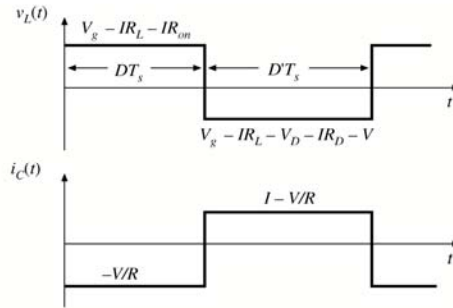 v_L(t)
V_g – IR_L – IR_on
DT_s
D'T_s
t
V_g – IR_L – V_D – IR_D – V
i_C(t)
I – V/R
t
–V/R